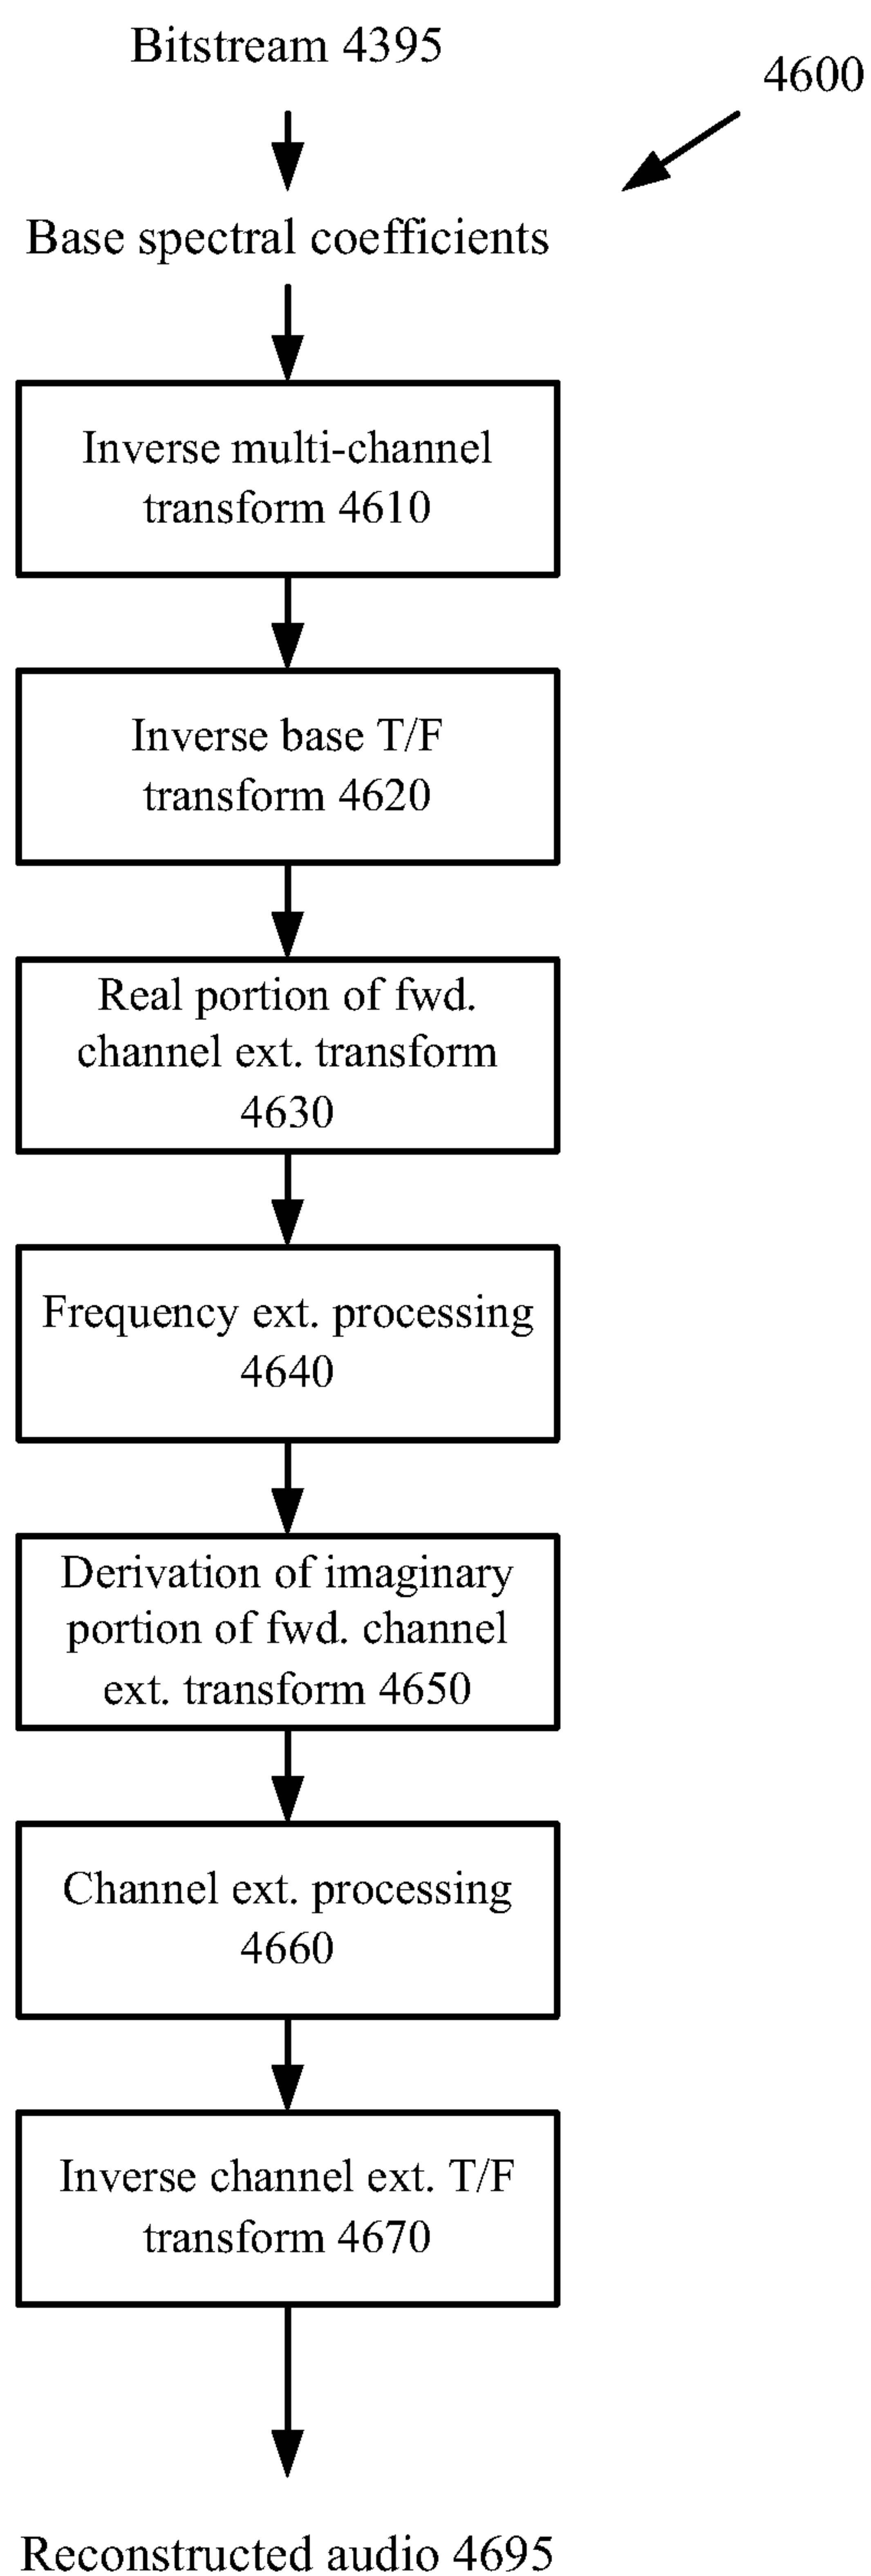 Bitstream 4395
4600
Base spectral coefficients
Inverse multi-channel
transform 4610
Inverse base T/F
transform 4620
Real portion of fwd.
channel ext. transform
4630
Frequency ext. processing
4640
Derivation of imaginary
portion of fwd. channel
ext. transform 4650
Channel ext. processing
4660
Inverse channel ext. T/F
transform 4670
Reconstructed audio 4695